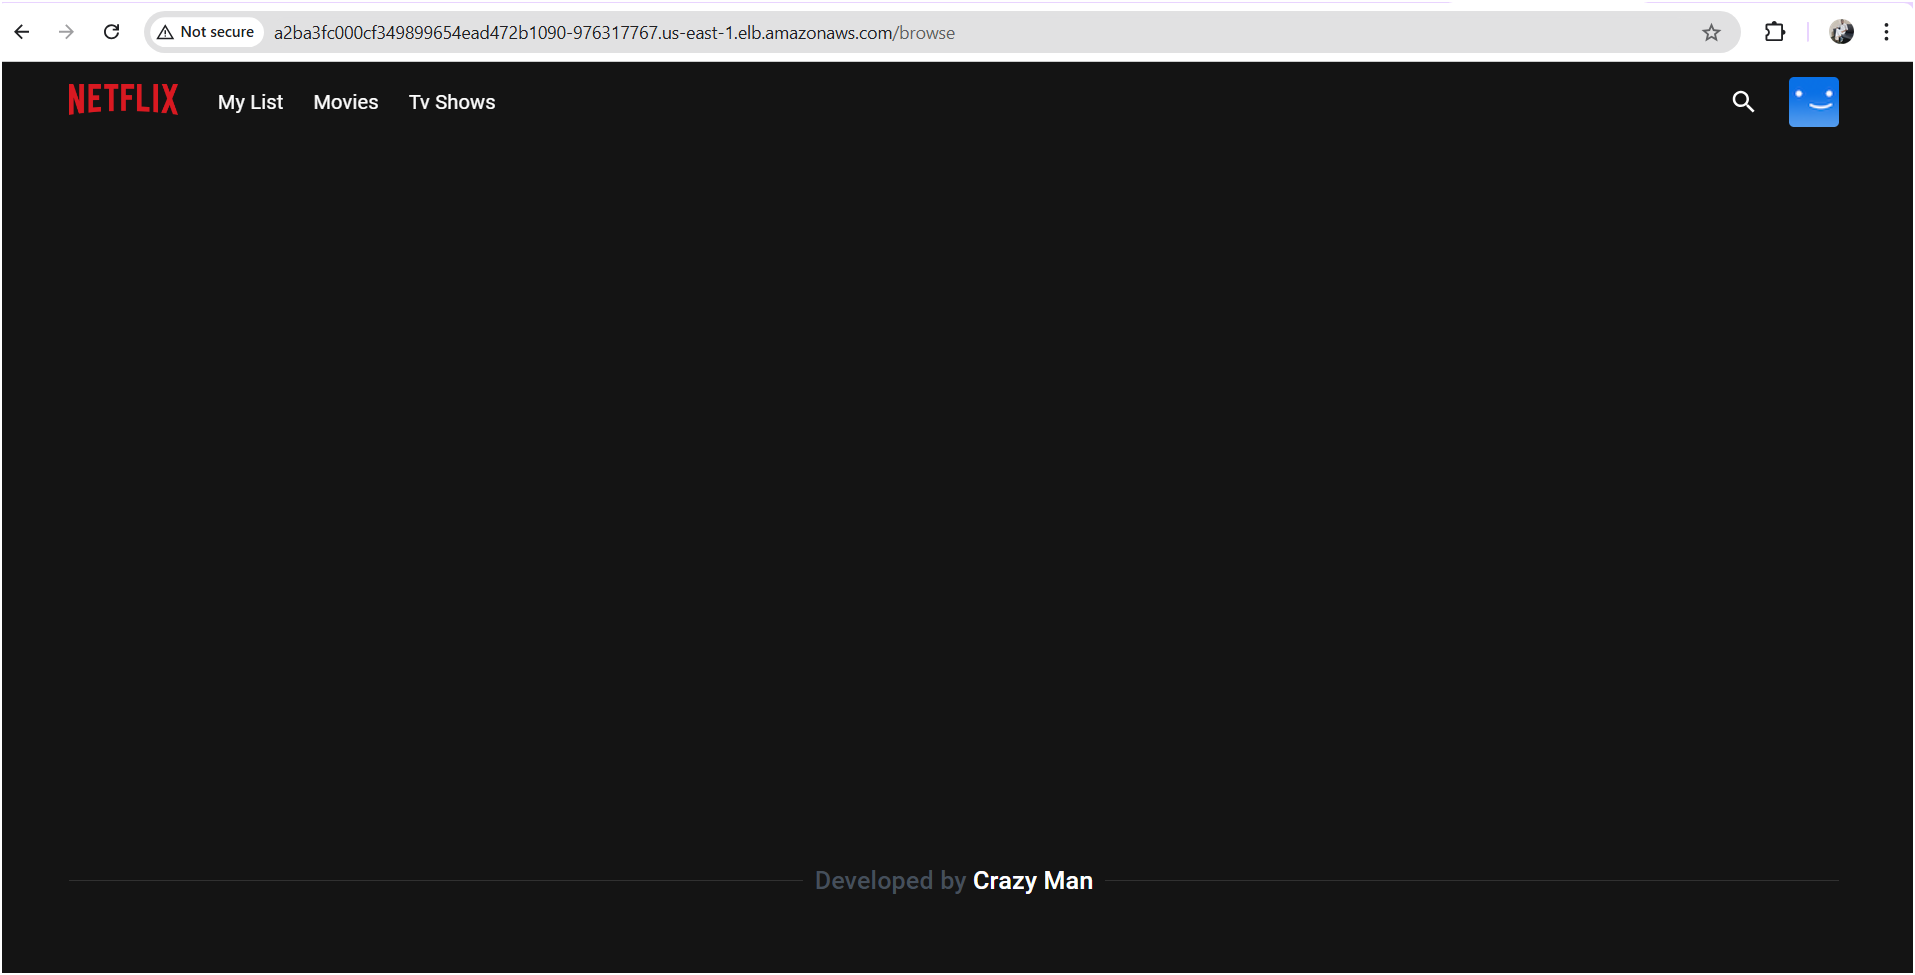 Not secure a2ba3fc000cf349899654ead472b1090-976317767.us-east-1.elb.amazonaws.com/browse
NETFLIX My List Movies Tv Shows
Developed by Crazy Man